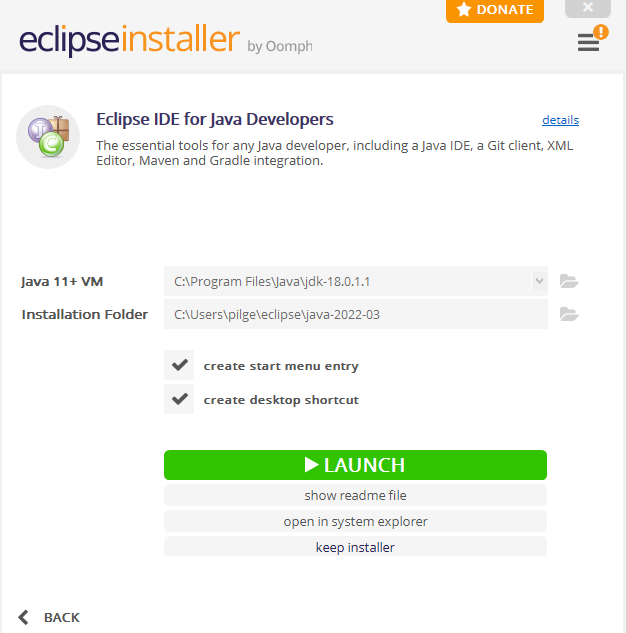 DONATE
eclipseinstaller by Oomph
Eclipse IDE for Java Developers
details
The essential tools for any Java developer, including a Java IDE, a Git client, XML
Editor, Maven and Gradle integration.
Java 11+ VM
C:\Program Files\Java\jdk-18.0.1.1
Installation Folder
C:\Users\pilge\eclipse\java-2022-03
create start menu entry
create desktop shortcut
LAUNCH
show readme file
open in system explorer
keep installer
BACK